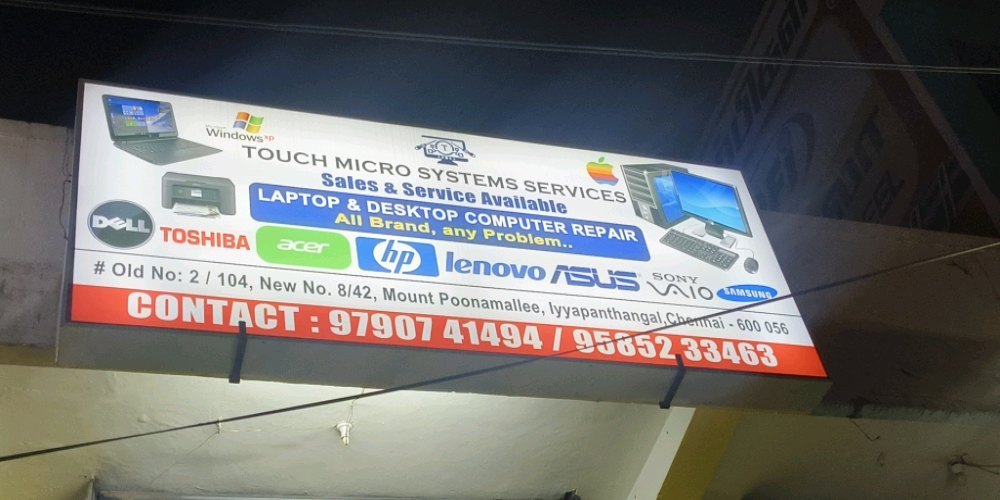 Microsoft
Windows xp
TOUCH MICRO SYSTEMS SERVICES
Sales & Service Available
LAPTOP & DESKTOP COMPUTER REPAIR
All Brand, any Problem..
DELL TOSHIBA acer hp lenovo ASUS SONY VAIO SAMSUNG
# Old No: 2 / 104, New No. 8/42, Mount Poonamallee, Iyyapanthangal,Chennai - 600 056
CONTACT : 97907 41494 / 95852 33463